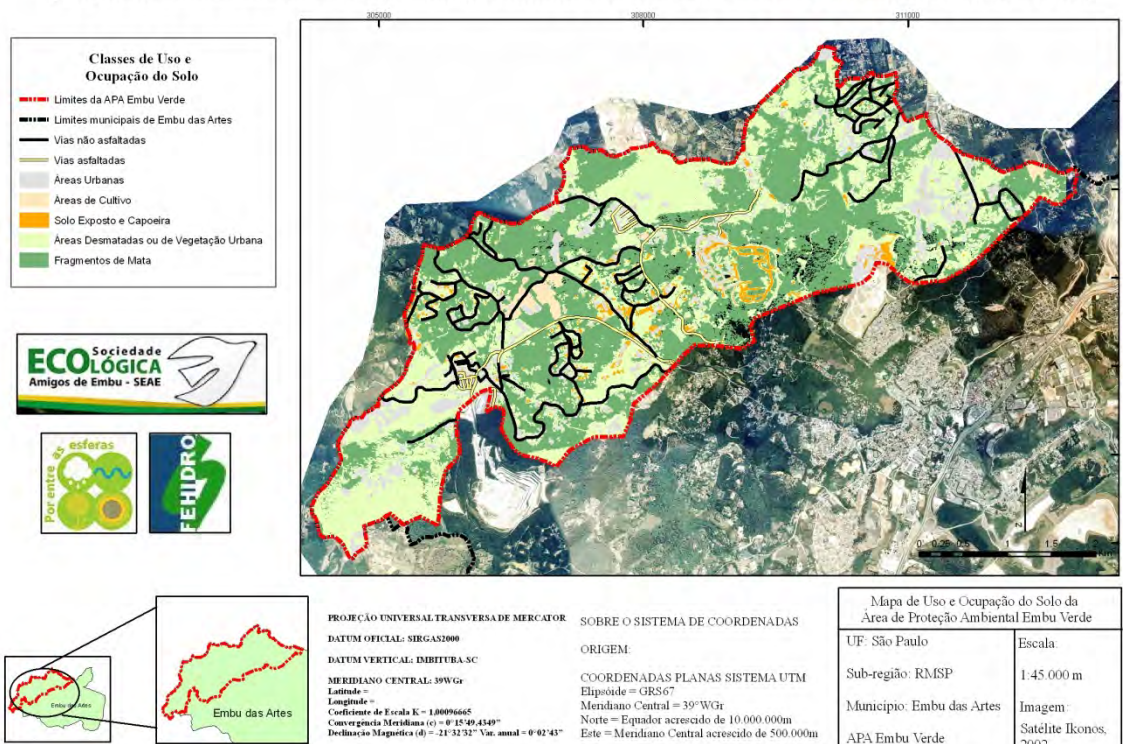 305000
308000
311000
Classes de Uso e
Ocupação do Solo
Limites da APA Embu Verde
Limites municipais de Embu das Artes
Vias não asfaltadas
Vias asfaltadas
Áreas Urbanas
Áreas de Cultivo
Solo Exposto e Capoeira
Áreas Desmatadas ou de Vegetação Urbana
Fragmentos de Mata
ECOLÓGICA
Sociedade
Amigos de Embu - SEAE
Por entre as esferas
FEHIDRO
Z
0 0,25 0,5 1 1,5 2
Embu das Artes
Embu das Artes
PROJEÇÃO UNIVERSAL TRANSVERSA DE MERCATOR
DATUM OFICIAL: SIRGAS2000
DATUM VERTICAL: IMBITUBA-SC
MERIDIANO CENTRAL: 39WGr
Latitude =
Longitude =
Coeficiente de Escala K = 1,00096665
Convergência Meridiana (c) = 0°15'49,4349"
Declinação Magnética (d) = -21°32'32" Var. anual = 0°02'43"
SOBRE O SISTEMA DE COORDENADAS
ORIGEM:
COORDENADAS PLANAS SISTEMA UTM
Elipsóide = GRS67
Meridiano Central = 39°WGr
Norte = Equador acrescido de 10.000.000m
Este = Meridiano Central acrescido de 500.000m
Mapa de Uso e Ocupação do Solo da
Área de Proteção Ambiental Embu Verde
UF: São Paulo
Sub-região: RMSP
Município: Embu das Artes
APA Embu Verde
Escala:
1:45.000 m
Imagem:
Satélite Ikonos,